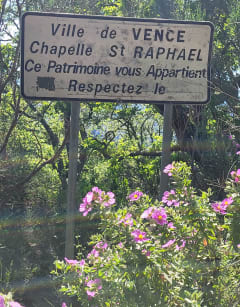 Ville de VENCE
Chapelle St RAPHAEL
Ce Patrimoine vous Appartient
Respectez le